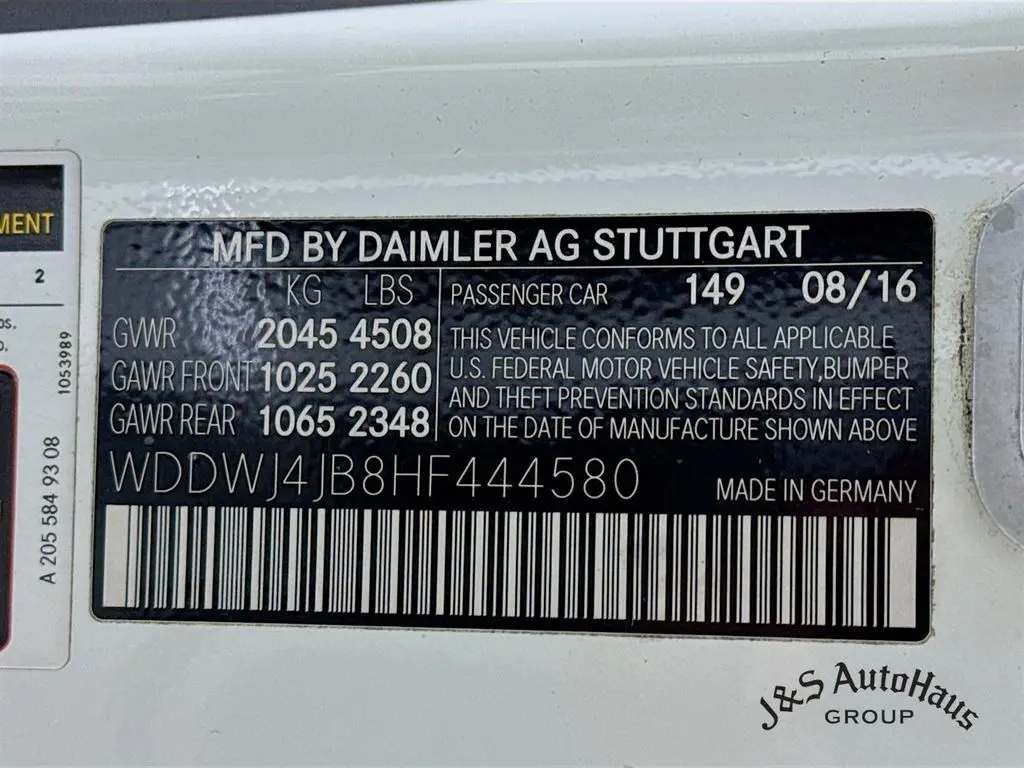 MENT
2
A 205 584 93 08
1053989
MFD BY DAIMLER AG STUTTGART
KG LBS
GVWR 2045 4508
GAWR FRONT 1025 2260
GAWR REAR 1065 2348
PASSENGER CAR 149 08/16
THIS VEHICLE CONFORMS TO ALL APPLICABLE
U.S. FEDERAL MOTOR VEHICLE SAFETY,BUMPER
AND THEFT PREVENTION STANDARDS IN EFFECT
ON THE DATE OF MANUFACTURE SHOWN ABOVE
WDDWJ4JB8HF444580
MADE IN GERMANY
J&S AutoHaus
GROUP